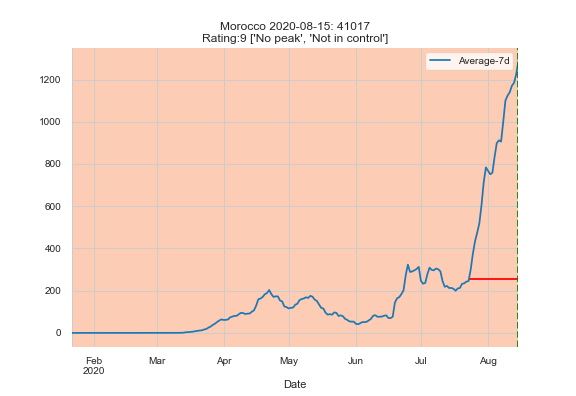 Morocco 2020-08-15: 41017
Rating:9 ['No peak', 'Not in control']
Average-7d
1200
1000
800
600
400
200
0
Feb Mar Apr May Jun Jul Aug
2020
Date